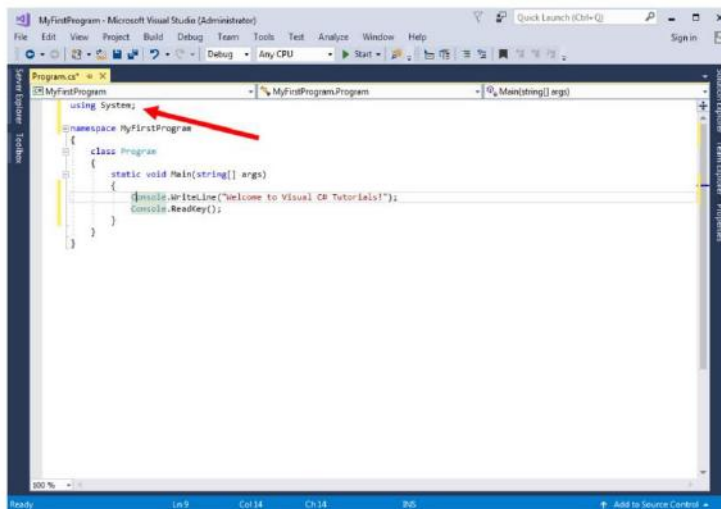 MyFirstProgram - Microsoft Visual Studio (Administrator)
Quick Launch (Ctrl+Q)
File Edit View Project Build Debug Team Tools Test Analyze Window Help
Sign in
Debug Any CPU Start
Program.cs*
MyFirstProgram MyFirstProgram.Program Main(string[] args)
using System;
namespace MyFirstProgram
{
class Program
{
static void Main(string[] args)
{
Console.WriteLine("Welcome to Visual C# Tutorials!");
Console.ReadKey();
}
}
}
Server Explorer
Toolbox
Solution Explorer
Team Explorer
Properties
100 %
Ready Ln 9 Col 14 Ch 14 INS Add to Source Control